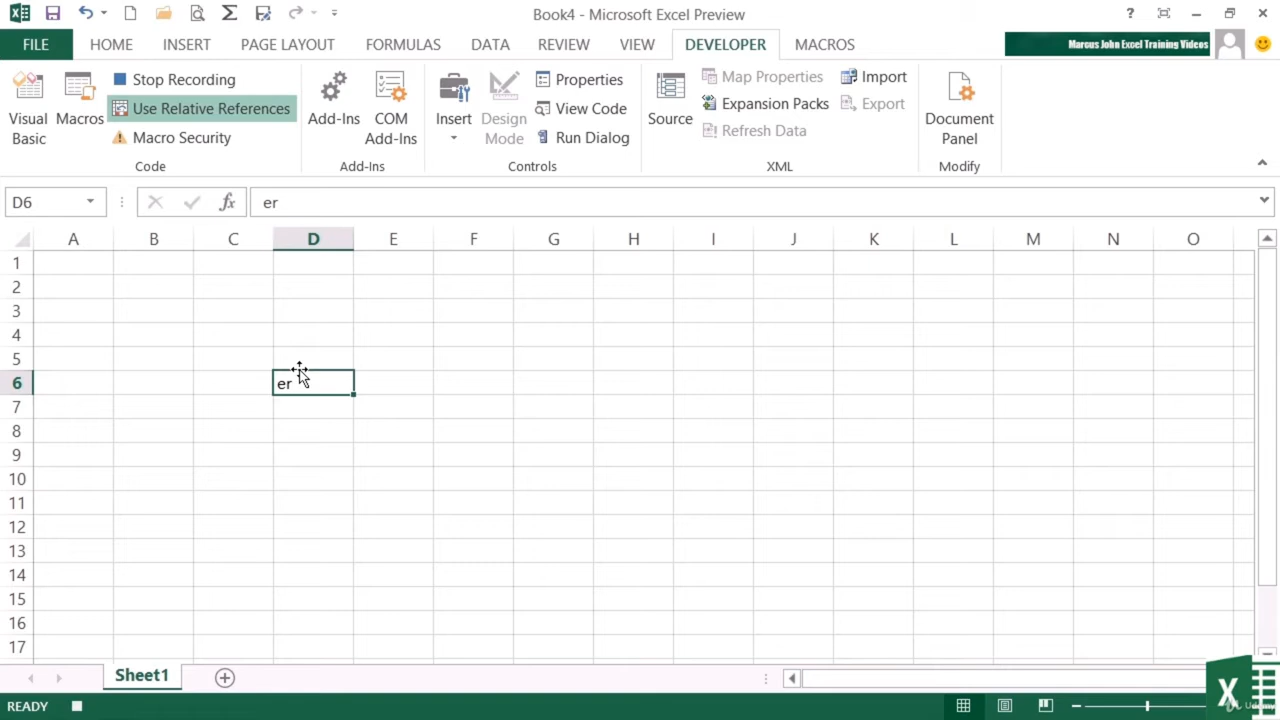 Book4 - Microsoft Excel Preview
?
FILE HOME INSERT PAGE LAYOUT FORMULAS DATA REVIEW VIEW DEVELOPER MACROS
Marcus John Excel Training Videos
Visual Basic
Macros
Stop Recording
Use Relative References
Macro Security
Code
Add-Ins
COM Add-Ins
Add-Ins
Insert
Design Mode
Properties
View Code
Run Dialog
Controls
Source
Map Properties
Expansion Packs
Refresh Data
Import
Export
XML
Document Panel
Modify
D6 fx er
A B C D E F G H I J K L M N O
1
2
3
4
5
6 er
7
8
9
10
11
12
13
14
15
16
17
Sheet1
READY
X
Udemy